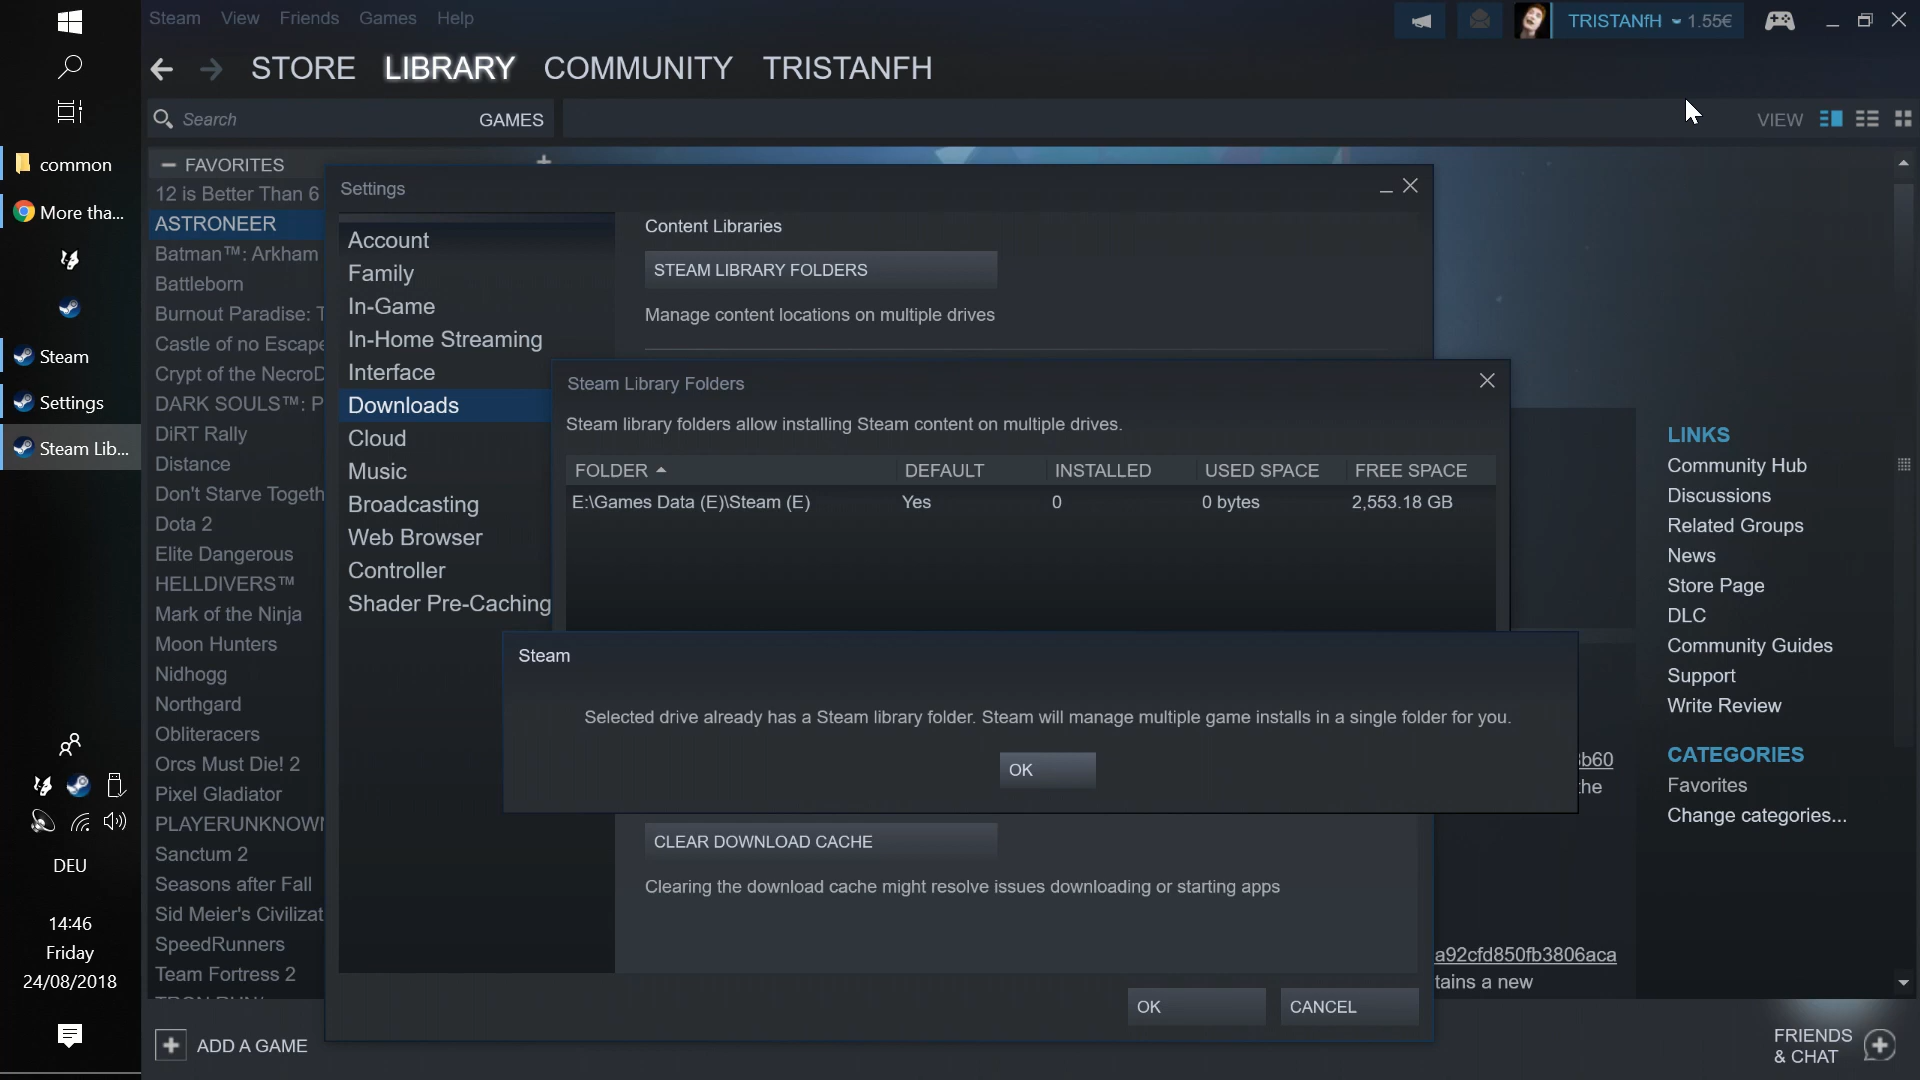 Steam View Friends Games Help
TRISTANfH 1.55€
STORE LIBRARY COMMUNITY TRISTANFH
Search GAMES
VIEW
common
More tha...
Steam
Settings
Steam Lib...
DEU
14:46
Friday
24/08/2018
FAVORITES
12 is Better Than 6
ASTRONEER
Batman™: Arkham
Battleborn
Burnout Paradise: T
Castle of no Escape
Crypt of the NecroD
DARK SOULS™: P
DiRT Rally
Distance
Don't Starve Togeth
Dota 2
Elite Dangerous
HELLDIVERS™
Mark of the Ninja
Moon Hunters
Nidhogg
Northgard
Obliteracers
Orcs Must Die! 2
Pixel Gladiator
PLAYERUNKNOWN
Sanctum 2
Seasons after Fall
Sid Meier's Civilizat
SpeedRunners
Team Fortress 2
ADD A GAME
Settings
Account
Family
In-Game
In-Home Streaming
Interface
Downloads
Cloud
Music
Broadcasting
Web Browser
Controller
Shader Pre-Caching
Content Libraries
STEAM LIBRARY FOLDERS
Manage content locations on multiple drives
Steam Library Folders
Steam library folders allow installing Steam content on multiple drives.
FOLDER DEFAULT INSTALLED USED SPACE FREE SPACE
E:\Games Data (E)\Steam (E) Yes 0 0 bytes 2,553.18 GB
Steam
Selected drive already has a Steam library folder. Steam will manage multiple game installs in a single folder for you.
OK
CLEAR DOWNLOAD CACHE
Clearing the download cache might resolve issues downloading or starting apps
OK CANCEL
b60
he
a92cfd850fb3806aca
tains a new
LINKS
Community Hub
Discussions
Related Groups
News
Store Page
DLC
Community Guides
Support
Write Review
CATEGORIES
Favorites
Change categories...
FRIENDS
& CHAT